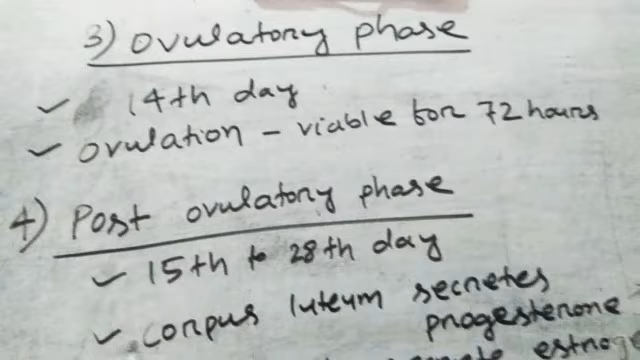 3) Ovulatory phase
✓ 14th day
✓ Ovulation – viable for 72 hours
4) Post ovulatory phase
✓ 15th to 28th day
✓ Corpus luteum secretes
progesterone